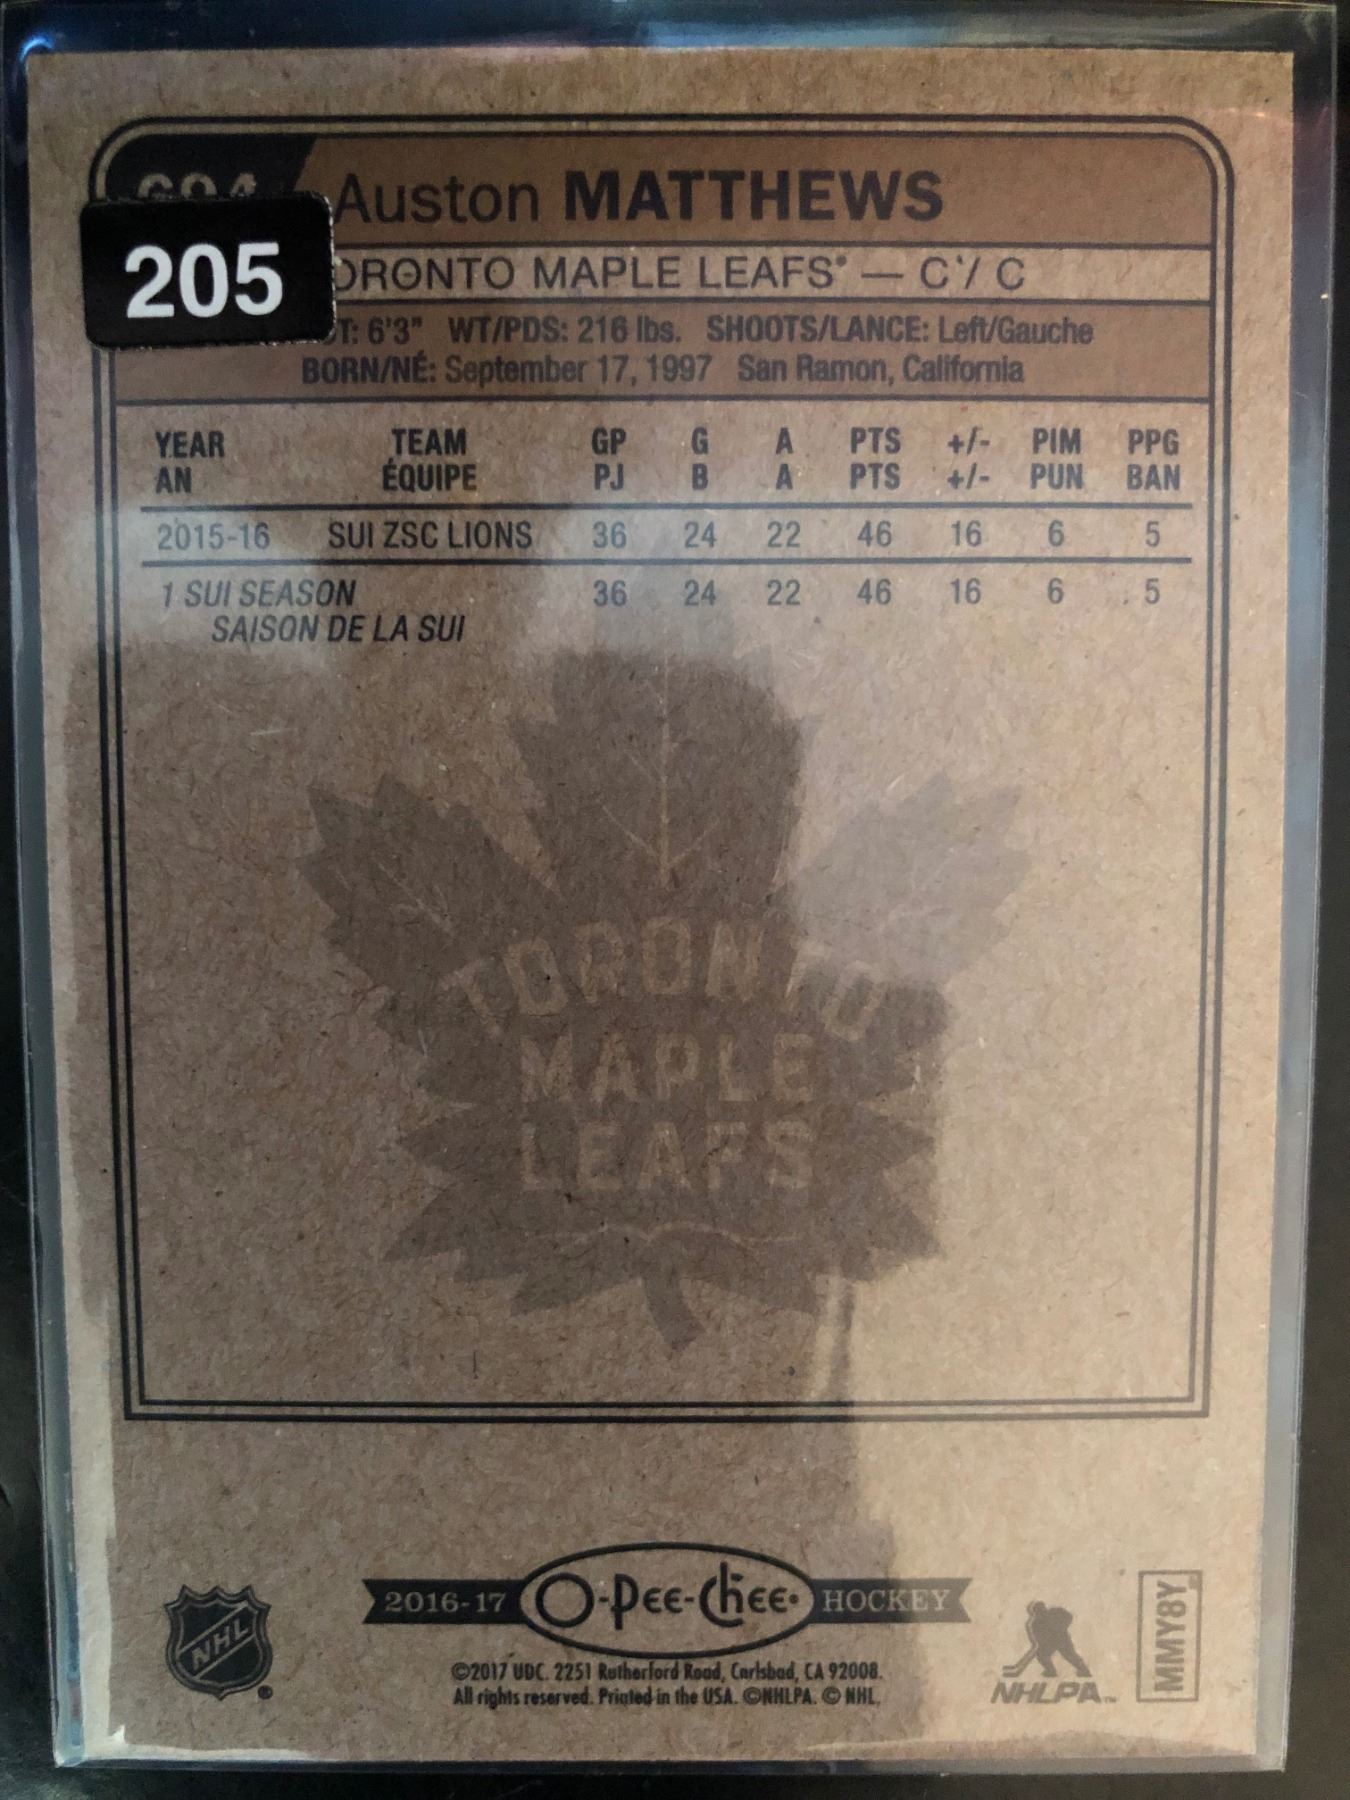 694
205
Auston MATTHEWS
ORONTO MAPLE LEAFS® — C / C
T: 6'3" WT/PDS: 216 lbs. SHOOTS/LANCE: Left/Gauche
BORN/NÉ: September 17, 1997 San Ramon, California
YEAR TEAM GP G A PTS +/- PIM PPG
AN ÉQUIPE PJ B A PTS +/- PUN BAN
2015-16 SUI ZSC LIONS 36 24 22 46 16 6 5
1 SUI SEASON 36 24 22 46 16 6 5
SAISON DE LA SUI
TORONTO
MAPLE
LEAFS
2016-17 O-Pee-Chee HOCKEY
NHL
©2017 UDC. 2251 Rutherford Road, Carlsbad, CA 92008.
All rights reserved. Printed in the USA. ©NHLPA. © NHL.
NHLPA™
MMY8Y